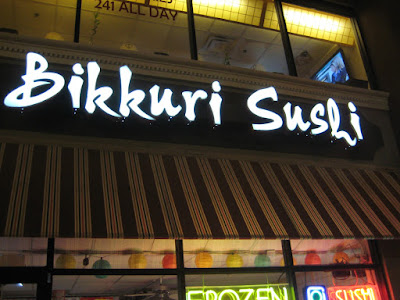 241 ALL DAY
Bikkuri Sushi
FROZEN
SUSHI